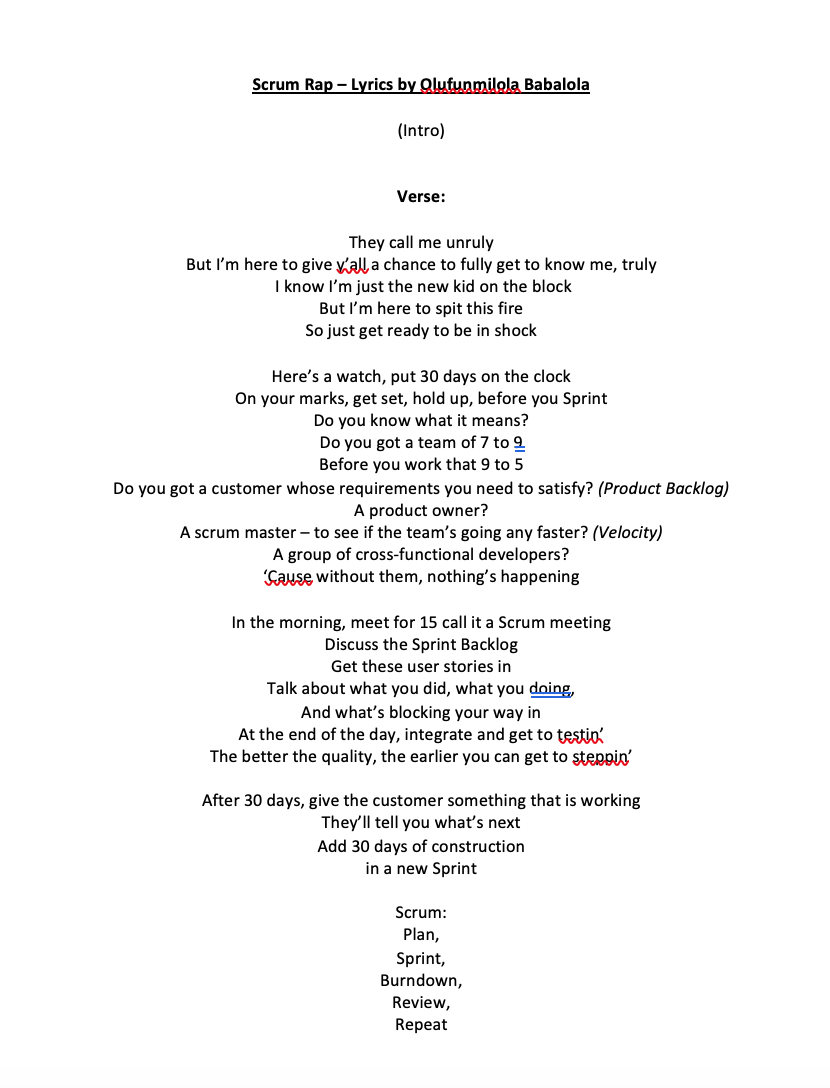 Scrum Rap – Lyrics by Olufunmilola Babalola
(Intro)
Verse:
They call me unruly
But I’m here to give y’all a chance to fully get to know me, truly
I know I’m just the new kid on the block
But I’m here to spit this fire
So just get ready to be in shock
Here’s a watch, put 30 days on the clock
On your marks, get set, hold up, before you Sprint
Do you know what it means?
Do you got a team of 7 to 9
Before you work that 9 to 5
Do you got a customer whose requirements you need to satisfy? (Product Backlog)
A product owner?
A scrum master – to see if the team’s going any faster? (Velocity)
A group of cross-functional developers?
‘Cause without them, nothing’s happening
In the morning, meet for 15 call it a Scrum meeting
Discuss the Sprint Backlog
Get these user stories in
Talk about what you did, what you doing,
And what’s blocking your way in
At the end of the day, integrate and get to testin’
The better the quality, the earlier you can get to steppin’
After 30 days, give the customer something that is working
They’ll tell you what’s next
Add 30 days of construction
in a new Sprint
Scrum:
Plan,
Sprint,
Burndown,
Review,
Repeat